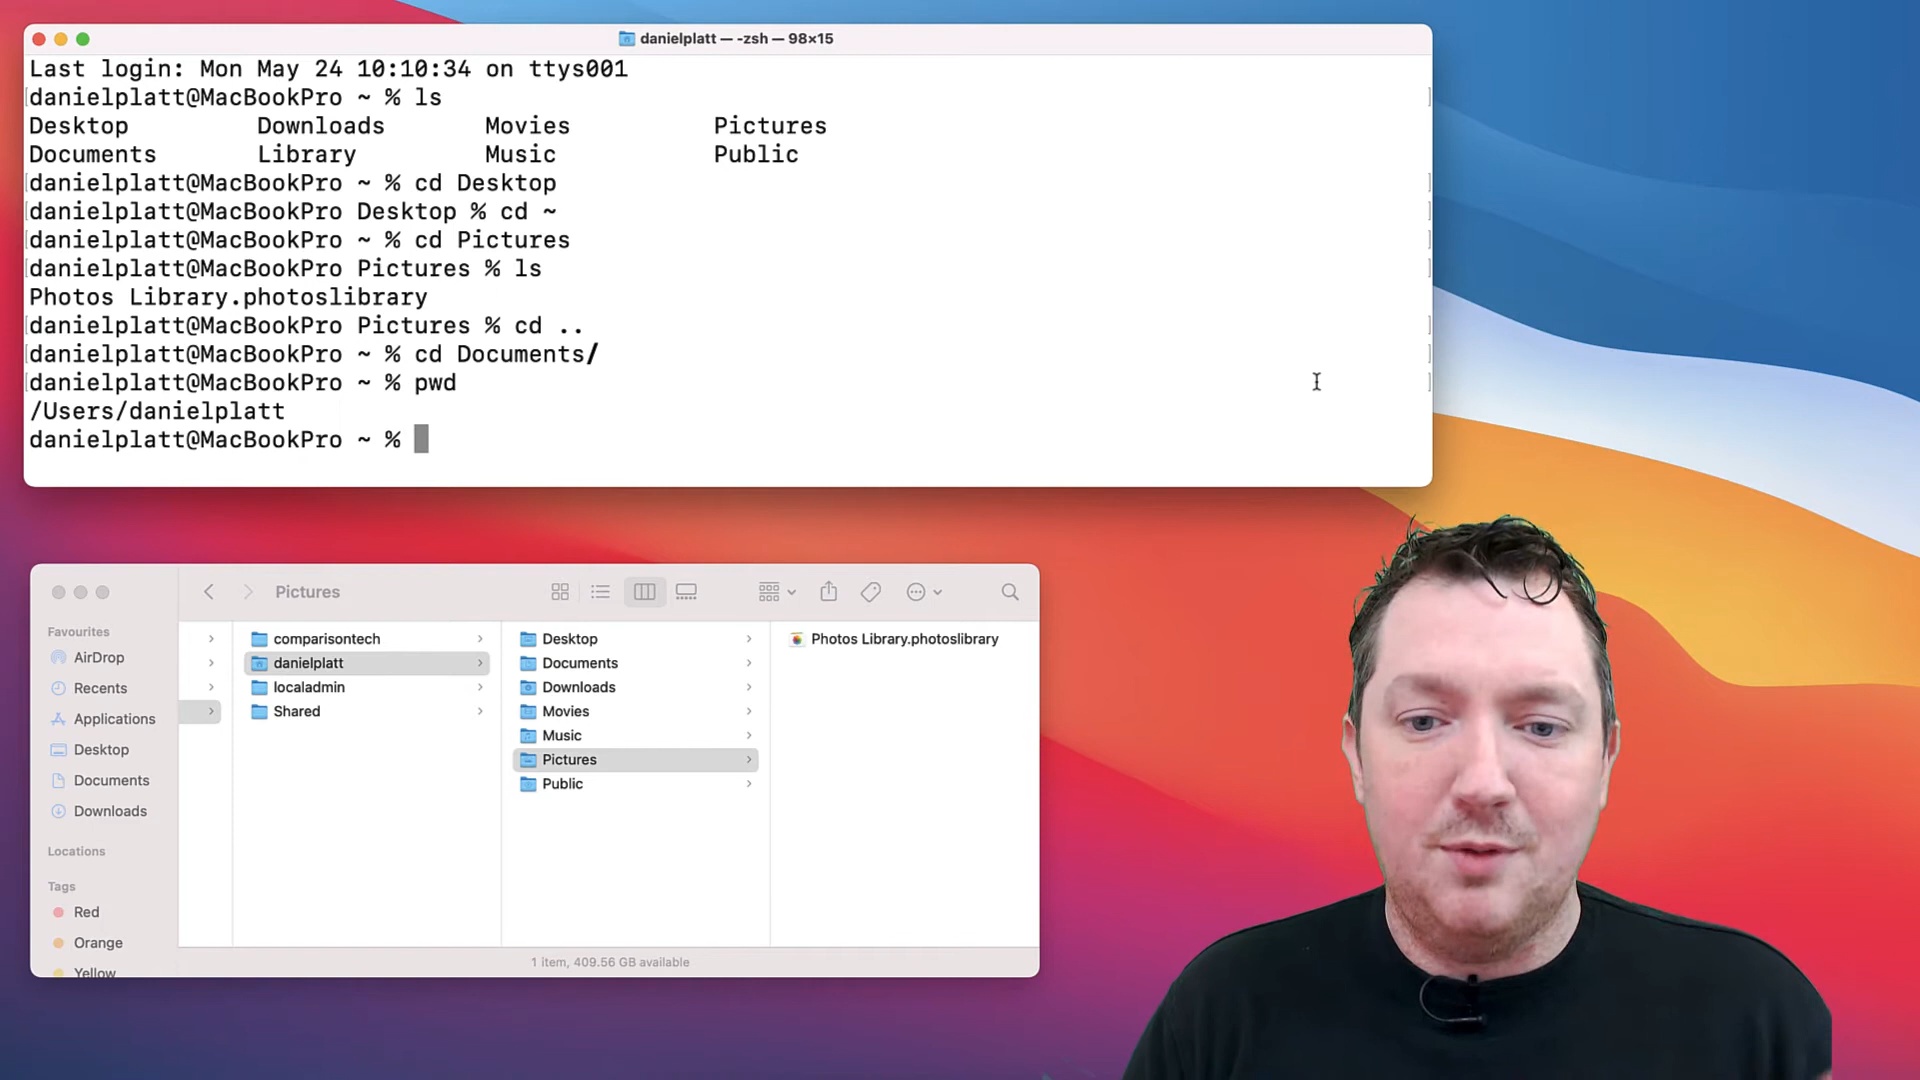 danielplatt — -zsh — 98×15
Last login: Mon May 24 10:10:34 on ttys001
danielplatt@MacBookPro ~ % ls
Desktop Downloads Movies Pictures
Documents Library Music Public
danielplatt@MacBookPro ~ % cd Desktop
danielplatt@MacBookPro Desktop % cd ~
danielplatt@MacBookPro ~ % cd Pictures
danielplatt@MacBookPro Pictures % ls
Photos Library.photoslibrary
danielplatt@MacBookPro Pictures % cd ..
danielplatt@MacBookPro ~ % cd Documents/
danielplatt@MacBookPro ~ % pwd
/Users/danielplatt
danielplatt@MacBookPro ~ %
Pictures
Favourites
AirDrop
Recents
Applications
Desktop
Documents
Downloads
Locations
Tags
Red
Orange
Yellow
comparisontech
danielplatt
localadmin
Shared
Desktop
Documents
Downloads
Movies
Music
Pictures
Public
Photos Library.photoslibrary
1 item, 409.56 GB available